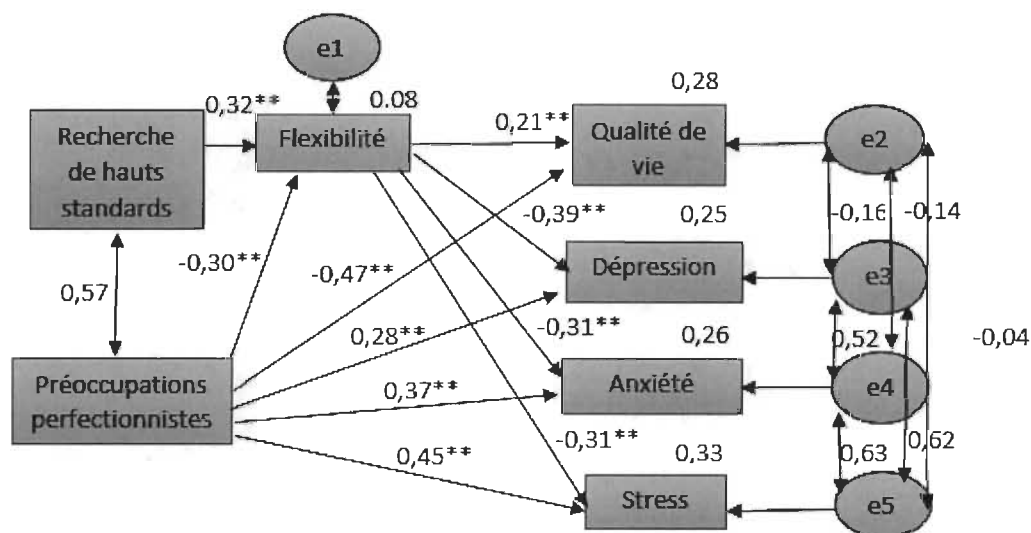 e1
0,32**
0.08
0,28
Recherche
de hauts
standards
Flexibilité
0,21**
Qualité de
vie
e2
-0,39**
0,25
-0,16
-0,14
-0,30**
-0,47**
Dépression
e3
0,57
0,28**
-0,31**
0,26
0,52
-0,04
Préoccupations
perfectionnistes
0,37**
Anxiété
e4
-0,31**
0,33
0,63
0,62
0,45**
Stress
e5